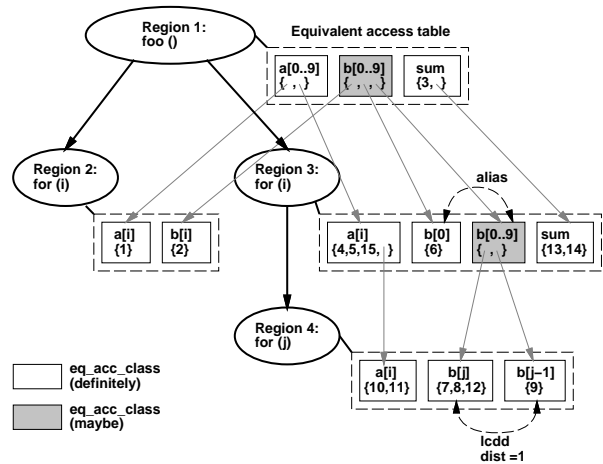 Region 1:
foo ()
Equivalent access table
a[0..9]
{ , }
b[0..9]
{ , , , }
sum
{3, }
Region 2:
for (i)
Region 3:
for (i)
alias
a[i]
{1}
b[i]
{2}
a[i]
{4,5,15, }
b[0]
{6}
b[0..9]
{ , }
sum
{13,14}
Region 4:
for (j)
a[i]
{10,11}
b[j]
{7,8,12}
b[j−1]
{9}
eq_acc_class
(definitely)
eq_acc_class
(maybe)
lcdd
dist =1